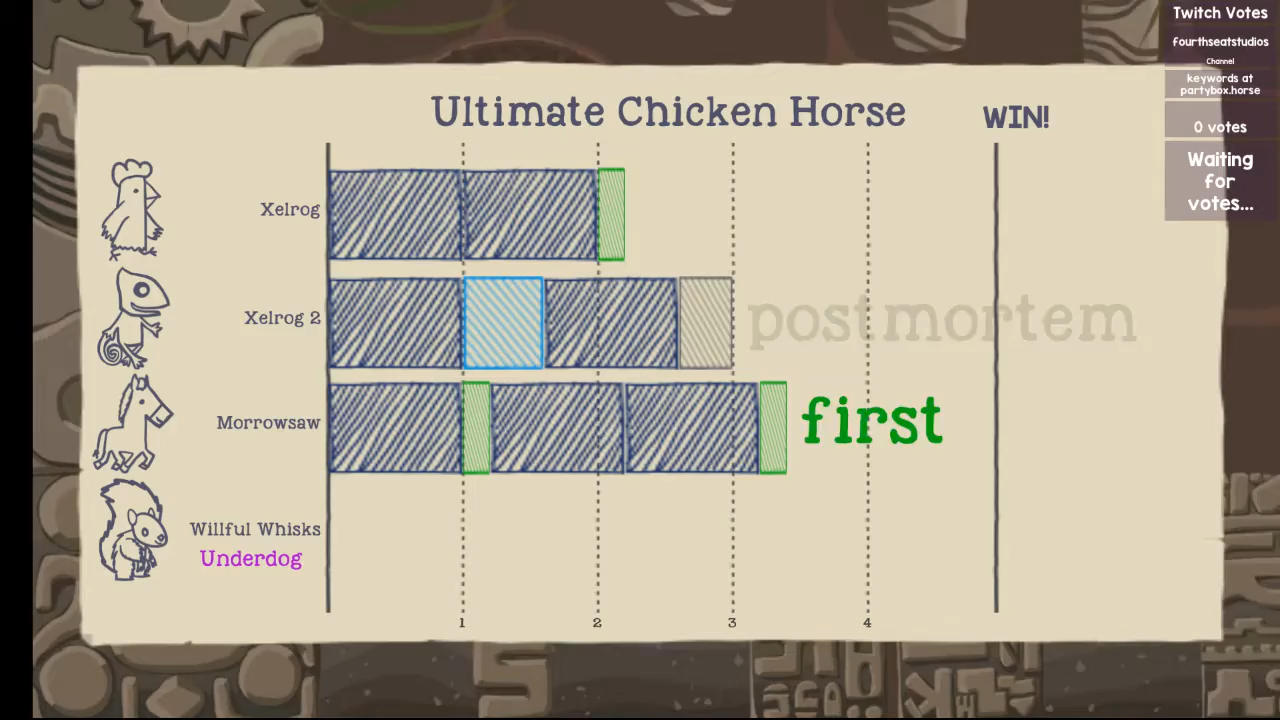 Twitch Votes
fourthseatstudios
Channel
keywords at
partybox.horse
0 votes
Waiting
for
votes...
Ultimate Chicken Horse
WIN!
Xelrog
Xelrog 2
postmortem
Morrowsaw
first
Willful Whisks
Underdog
1
2
3
4